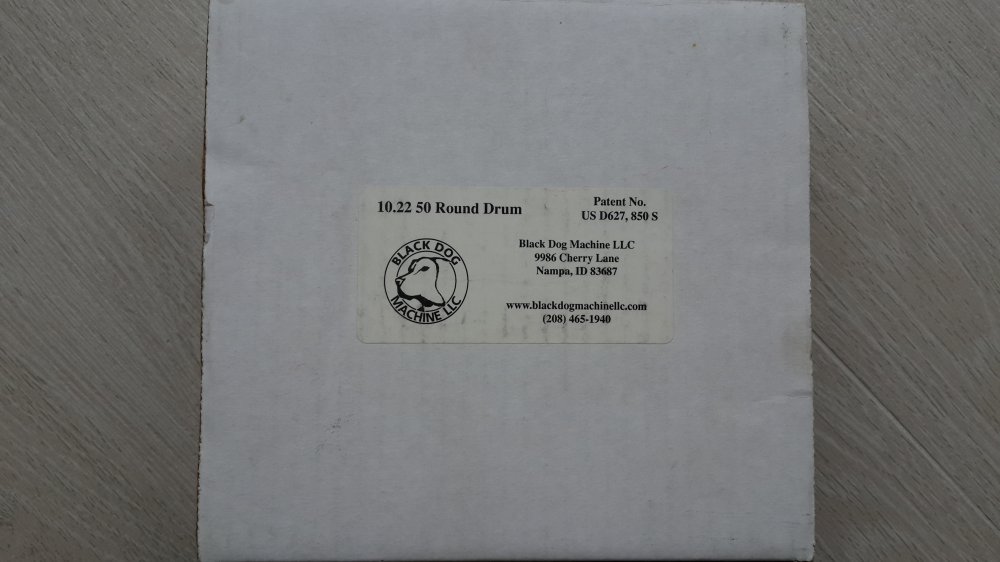 10.22 50 Round Drum
Patent No.
US D627, 850 S
BLACK DOG
MACHINE LLC
Black Dog Machine LLC
9986 Cherry Lane
Nampa, ID 83687
www.blackdogmachinellc.com
(208) 465-1940